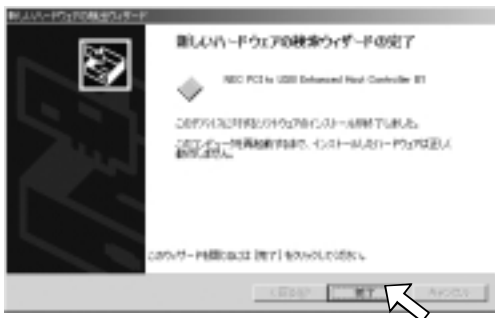 新しいハードウェアの検出ウィザード
新しいハードウェアの検索ウィザードの完了
NEC PCI to USB Enhanced Host Controller B1
このデバイスに対するソフトウェアのインストールが終了しました。
このコンピュータを再起動するまで、インストールしたハードウェアは正しく
動作しません。
このウィザードを閉じるには [完了] をクリックしてください。
< 戻る(B)
完了
キャンセル